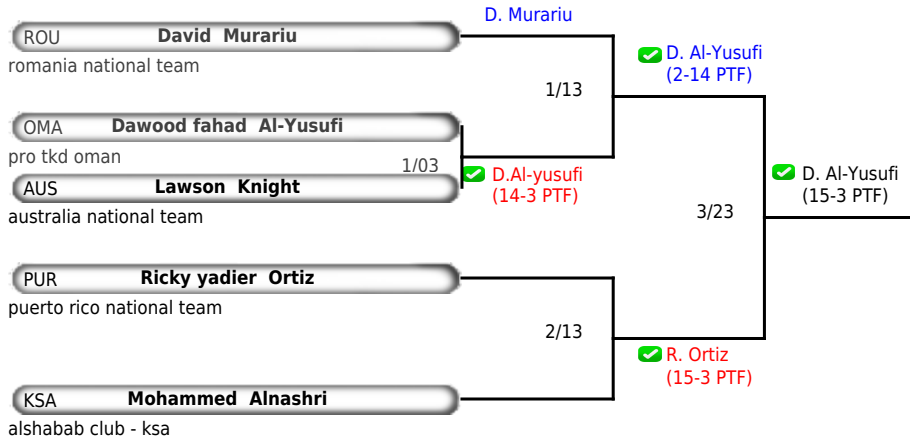 D. Murariu
ROU David Murariu
romania national team
D. Al-Yusufi
(2-14 PTF)
1/13
OMA Dawood fahad Al-Yusufi
pro tkd oman
1/03
D.Al-yusufi
(14-3 PTF)
D. Al-Yusufi
(15-3 PTF)
AUS Lawson Knight
australia national team
3/23
PUR Ricky yadier Ortiz
puerto rico national team
2/13
R. Ortiz
(15-3 PTF)
KSA Mohammed Alnashri
alshabab club - ksa